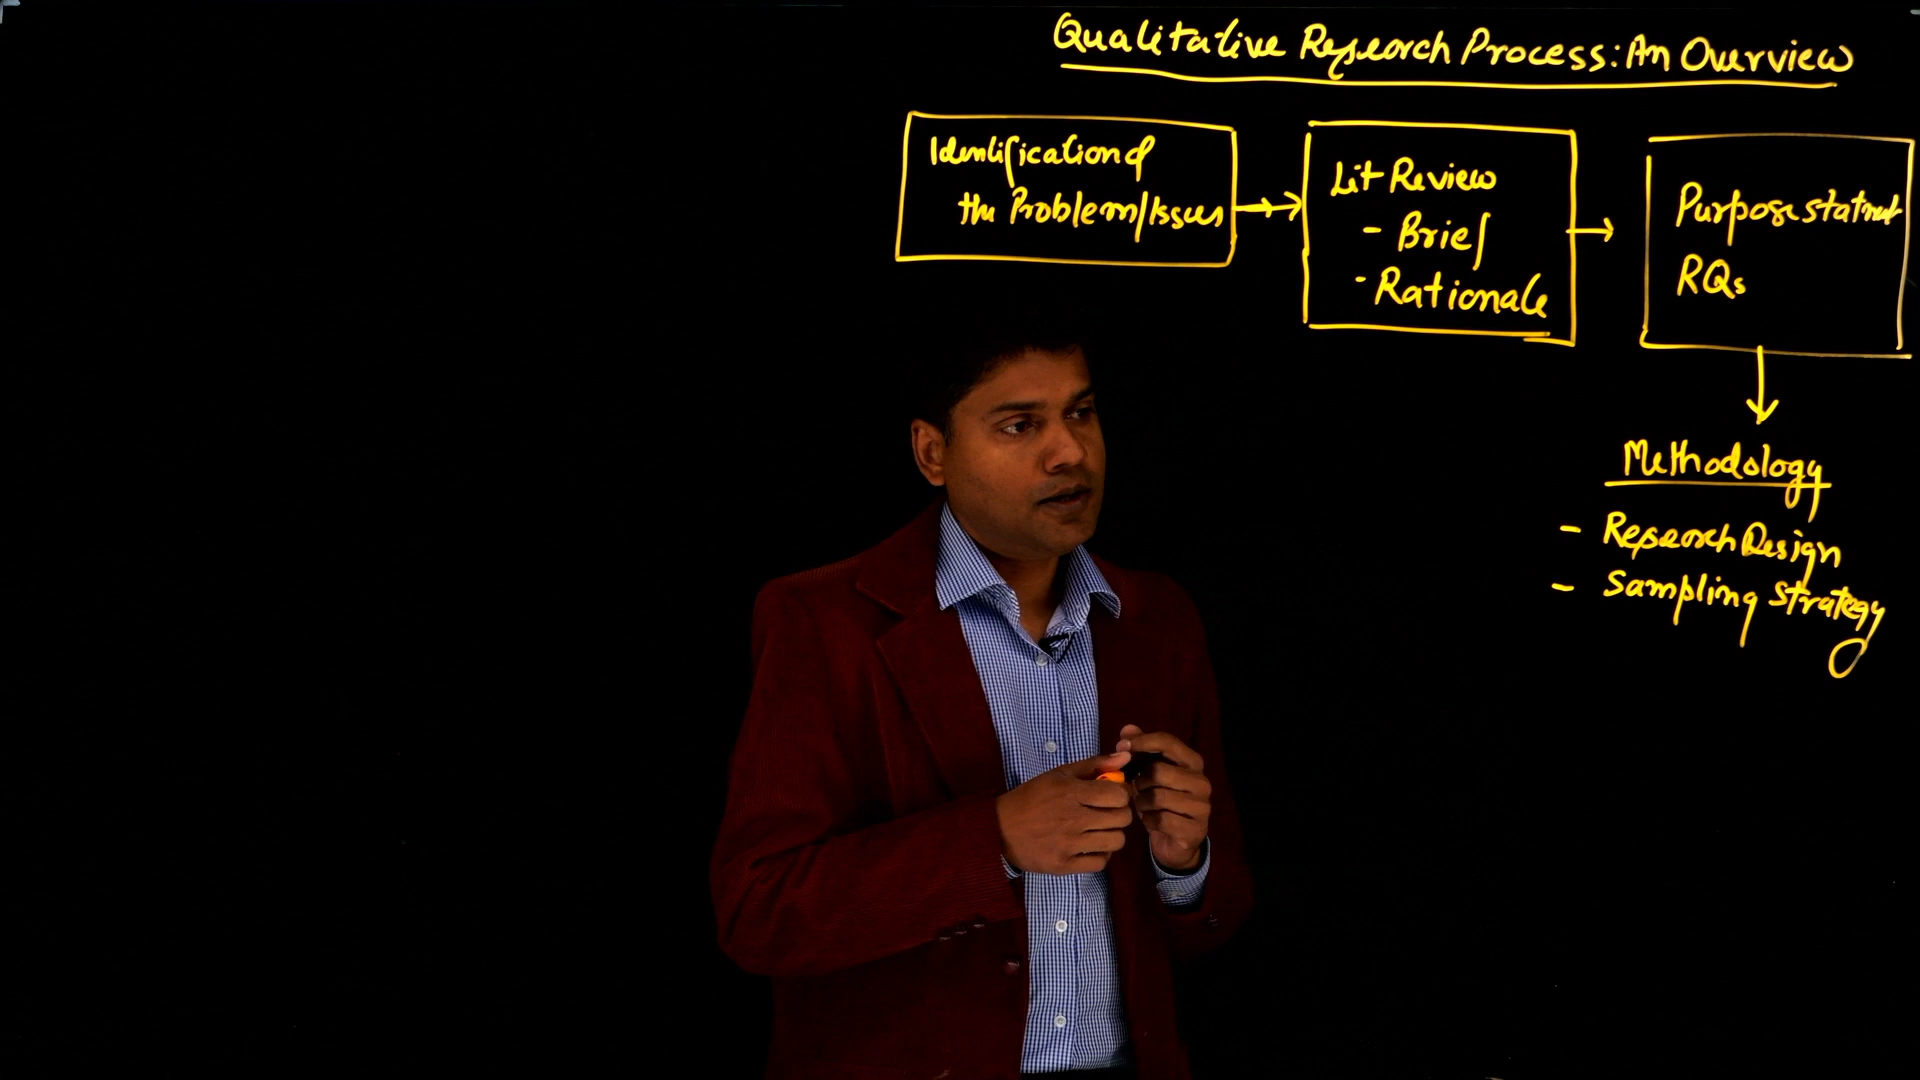 Qualitative Research Process: An Overview
Identification of
the Problem/Issues
Lit Review
- Brief
- Rationale
Purpose statmut
RQs
Methodology
- Research Design
- Sampling Strategy